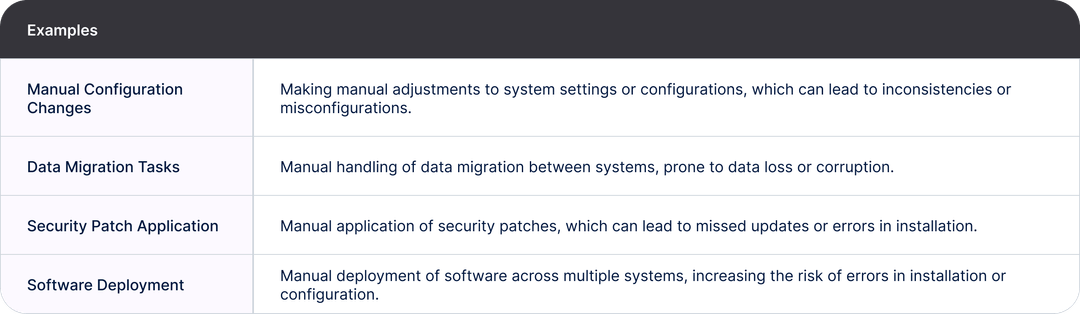 Examples
Manual Configuration
Changes
Making manual adjustments to system settings or configurations, which can lead to inconsistencies or
misconfigurations.
Data Migration Tasks
Manual handling of data migration between systems, prone to data loss or corruption.
Security Patch Application
Manual application of security patches, which can lead to missed updates or errors in installation.
Software Deployment
Manual deployment of software across multiple systems, increasing the risk of errors in installation or
configuration.